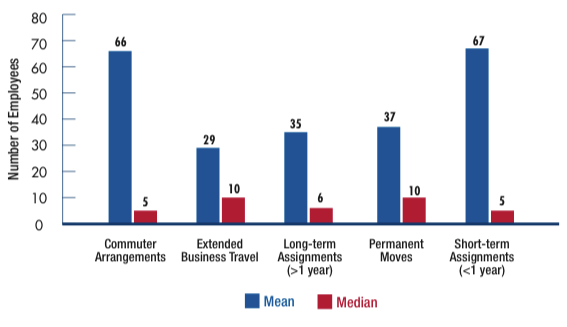 Number of Employees
80
70
60
50
40
30
20
10
0
66
5
29
10
35
6
37
10
67
5
Commuter
Arrangements
Extended
Business Travel
Long-term
Assignments
(>1 year)
Permanent
Moves
Short-term
Assignments
(<1 year)
Mean
Median